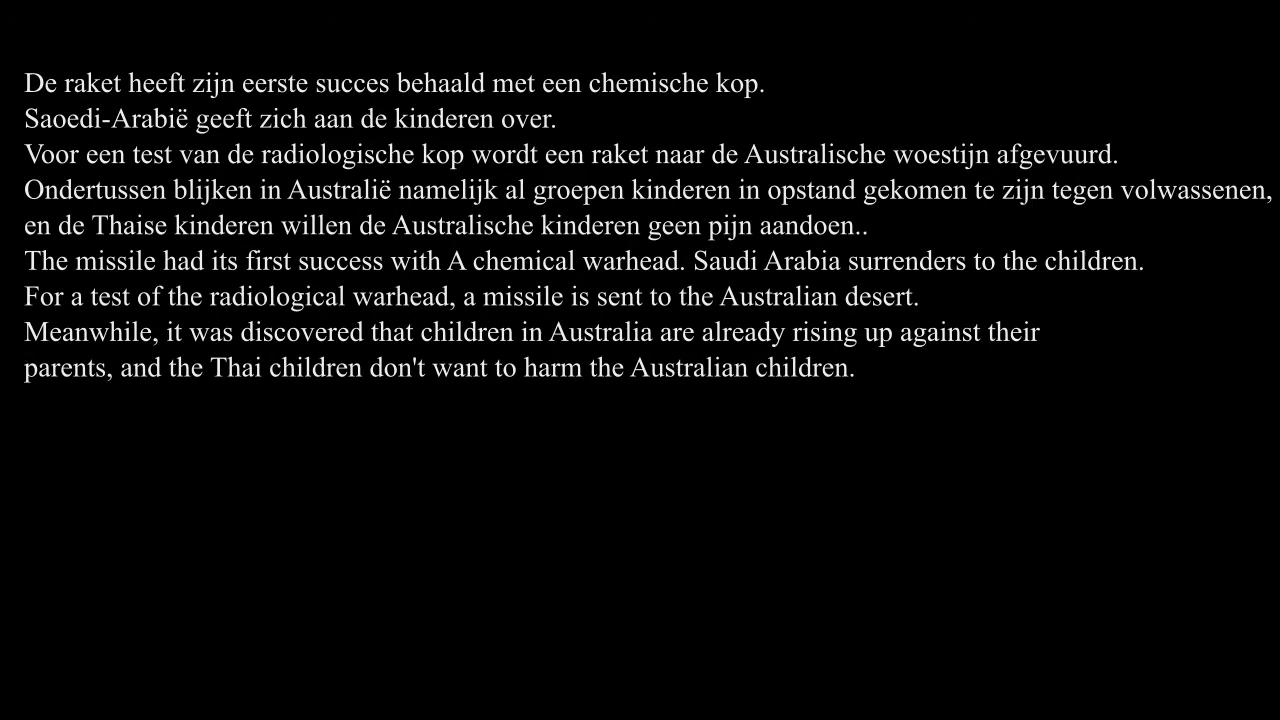 De raket heeft zijn eerste succes behaald met een chemische kop.
Saoedi-Arabië geeft zich aan de kinderen over.
Voor een test van de radiologische kop wordt een raket naar de Australische woestijn afgevuurd.
Ondertussen blijken in Australië namelijk al groepen kinderen in opstand gekomen te zijn tegen volwassenen,
en de Thaise kinderen willen de Australische kinderen geen pijn aandoen..
The missile had its first success with A chemical warhead. Saudi Arabia surrenders to the children.
For a test of the radiological warhead, a missile is sent to the Australian desert.
Meanwhile, it was discovered that children in Australia are already rising up against their
parents, and the Thai children don't want to harm the Australian children.